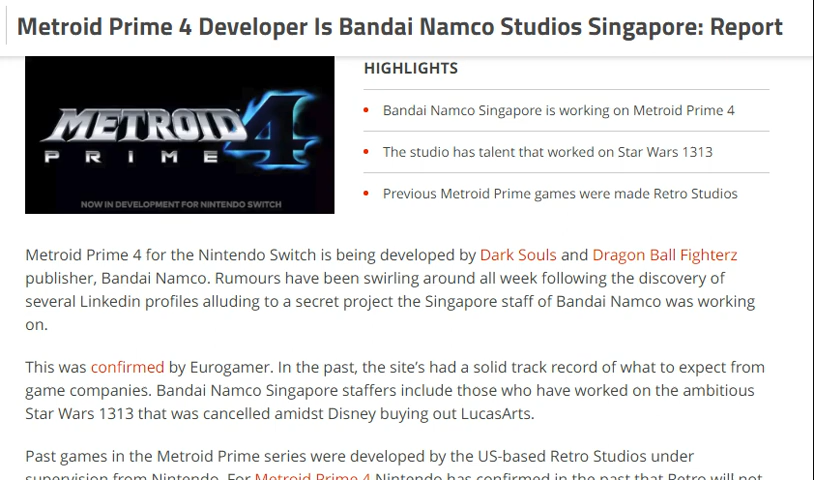 Metroid Prime 4 Developer Is Bandai Namco Studios Singapore: Report
METROID 4
PRIME
NOW IN DEVELOPMENT FOR NINTENDO SWITCH
HIGHLIGHTS
Bandai Namco Singapore is working on Metroid Prime 4
The studio has talent that worked on Star Wars 1313
Previous Metroid Prime games were made Retro Studios
Metroid Prime 4 for the Nintendo Switch is being developed by Dark Souls and Dragon Ball Fighterz
publisher, Bandai Namco. Rumours have been swirling around all week following the discovery of
several Linkedin profiles alluding to a secret project the Singapore staff of Bandai Namco was working
on.
This was confirmed by Eurogamer. In the past, the site's had a solid track record of what to expect from
game companies. Bandai Namco Singapore staffers include those who have worked on the ambitious
Star Wars 1313 that was cancelled amidst Disney buying out LucasArts.
Past games in the Metroid Prime series were developed by the US-based Retro Studios under
supervision from Nintendo. For Metroid Prime 4 Nintendo has confirmed in the past that Retro will not